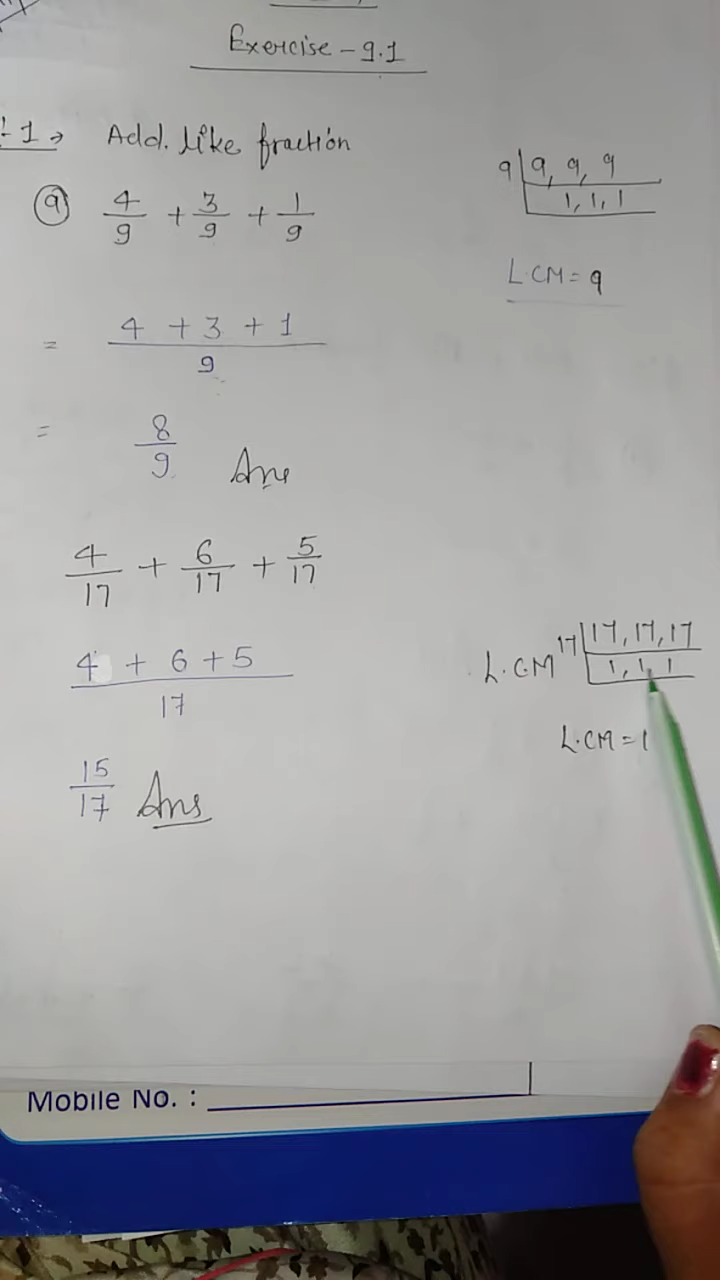 Exercise - 9.1
1 → Add. like fraction
(a) 4/9 + 3/9 + 1/9
9 | 9, 9, 9
1, 1, 1
L.CM = 9
= 4 + 3 + 1 / 9
= 8/9 Ans
4/17 + 6/17 + 5/17
4 + 6 + 5 / 17
L.CM 17 | 17, 17, 17
1, 1, 1
L.CM = 1
15/17 Ans
Mobile No. :